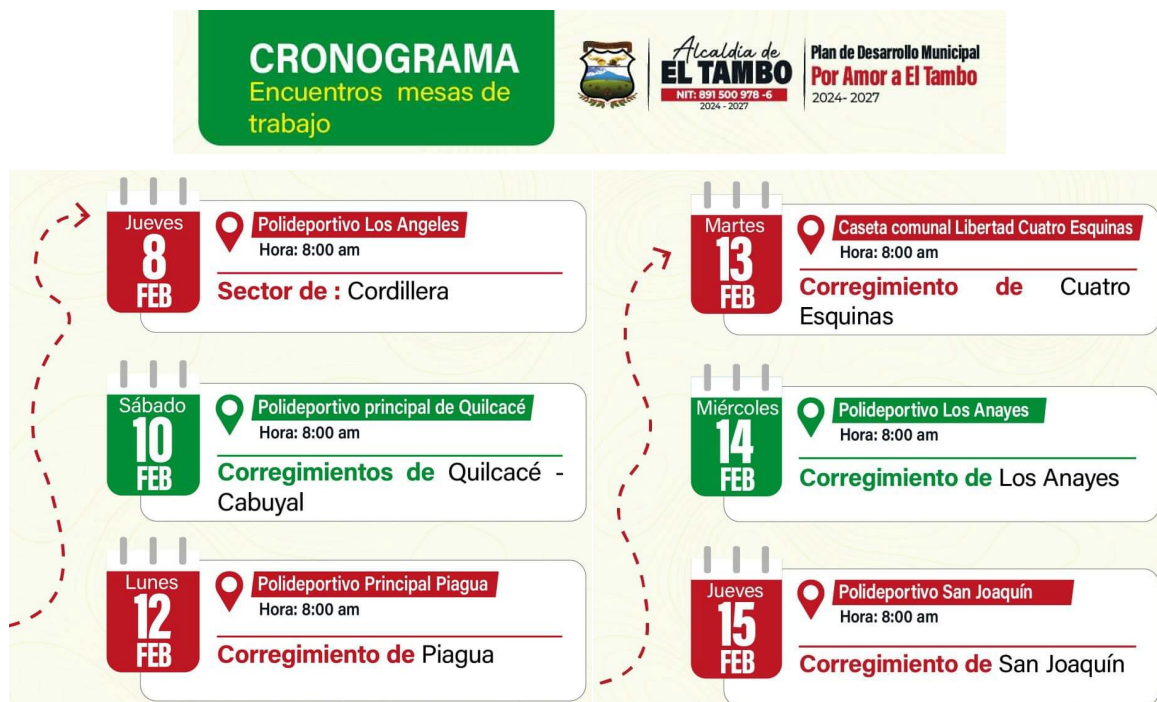 CRONOGRAMA
Encuentros mesas de
trabajo
Alcaldía de
EL TAMBO
NIT: 891 500 978 -6
2024 - 2027
Plan de Desarrollo Municipal
Por Amor a El Tambo
2024- 2027
Jueves
8
FEB
Polideportivo Los Angeles
Hora: 8:00 am
Sector de : Cordillera
Sábado
10
FEB
Polideportivo principal de Quilcacé
Hora: 8:00 am
Corregimientos de Quilcacé -
Cabuyal
Lunes
12
FEB
Polideportivo Principal Piagua
Hora: 8:00 am
Corregimiento de Piagua
Martes
13
FEB
Caseta comunal Libertad Cuatro Esquinas
Hora: 8:00 am
Corregimiento de Cuatro
Esquinas
Miércoles
14
FEB
Polideportivo Los Anayes
Hora: 8:00 am
Corregimiento de Los Anayes
Jueves
15
FEB
Polideportivo San Joaquín
Hora: 8:00 am
Corregimiento de San Joaquín